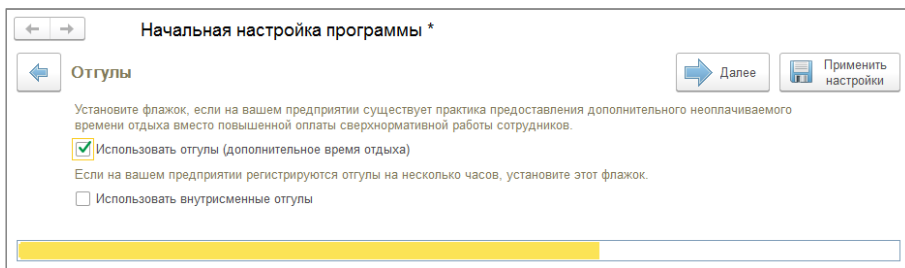 Начальная настройка программы *
Отгулы
Далее
Применить
настройки
Установите флажок, если на вашем предприятии существует практика предоставления дополнительного неоплачиваемого
времени отдыха вместо повышенной оплаты сверхнормативной работы сотрудников.
Использовать отгулы (дополнительное время отдыха)
Если на вашем предприятии регистрируются отгулы на несколько часов, установите этот флажок.
Использовать внутрисменные отгулы